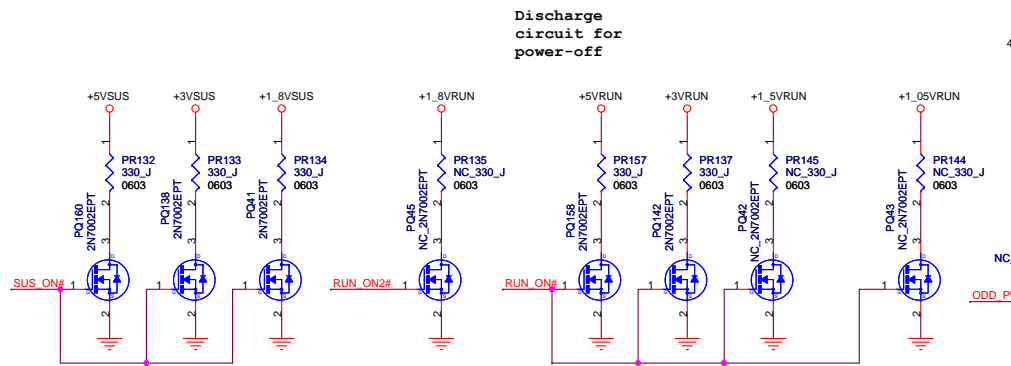 Discharge
circuit for
power-off
4
+5VSUS
+3VSUS
+1_8VSUS
+1_8VRUN
+5VRUN
+3VRUN
+1_5VRUN
+1_05VRUN
1
1
1
1
1
1
1
1
PR132
330_J
0603
PR133
330_J
0603
PR134
330_J
0603
PR135
NC_330_J
0603
PR157
330_J
0603
PR137
330_J
0603
PR145
NC_330_J
0603
PR144
NC_330_J
0603
2
2
2
2
2
2
2
2
PQ160
2N7002EPT
PQ138
2N7002EPT
PQ41
2N7002EPT
PQ45
NC_2N7002EPT
PQ158
2N7002EPT
PQ142
2N7002EPT
PQ42
NC_2N7002EPT
PQ43
NC_2N7002EPT
3
3
3
3
3
3
3
3
NC_
SUS_ON#
1
1
1
RUN_ON2#
1
RUN_ON#
1
1
1
1
ODD_P
2
2
2
2
2
2
2
2